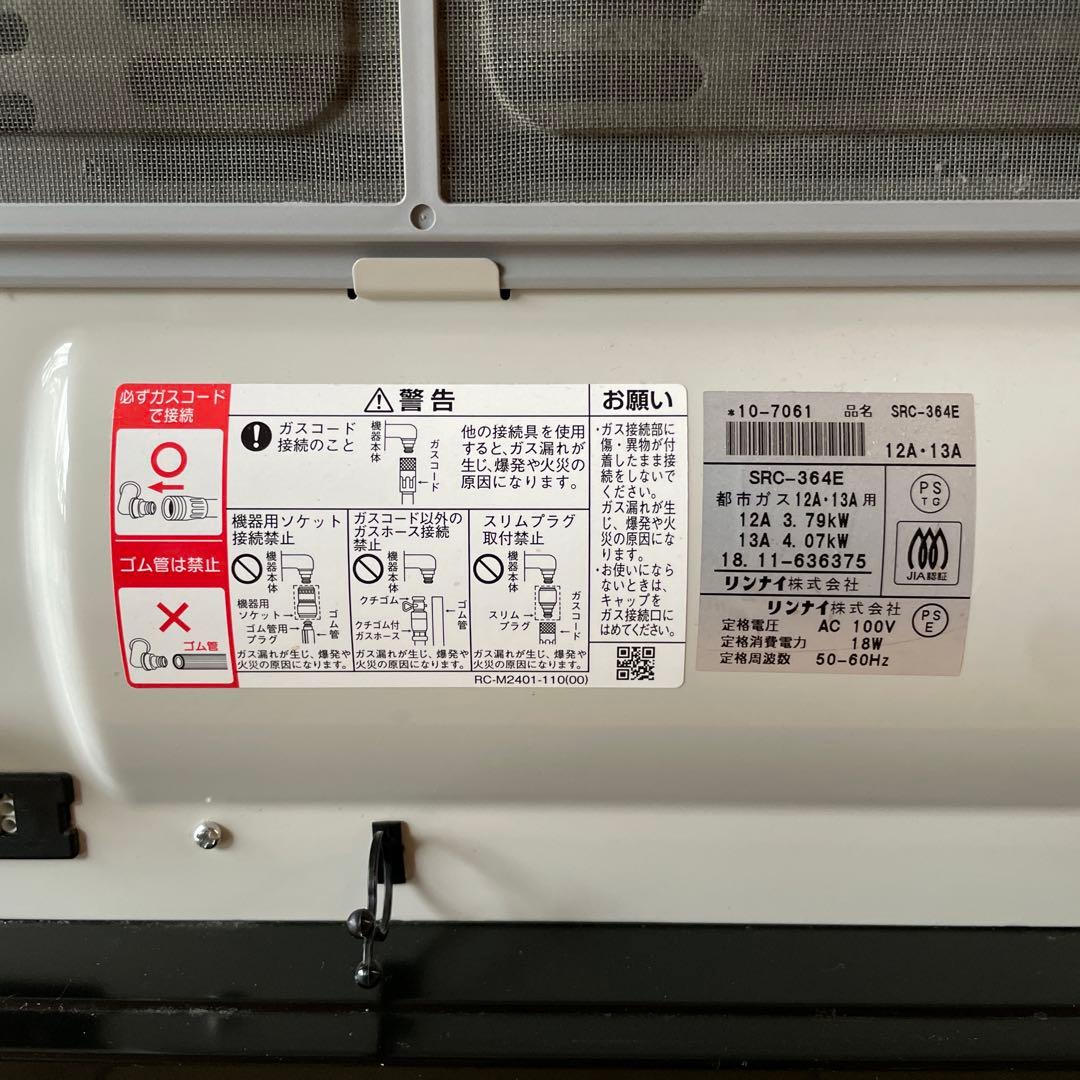 必ずガスコード
で接続
ゴム管は禁止
ゴム管
警告
ガスコード
接続のこと
機器本体
ガスコード
他の接続具を使用
すると、ガス漏れが
生じ、爆発や火災の
原因になります。
機器用ソケット
接続禁止
機器本体
機器用
ソケット
ゴム管用
プラグ
ゴム管
ガス漏れが生じ、爆発や
火災の原因になります。
ガスコード以外の
ガスホース接続
禁止
機器本体
クチゴム
クチゴム付
ガスホース
ゴム管
ガス漏れが生じ、爆発や
火災の原因になります。
スリムプラグ
取付禁止
機器本体
スリム
プラグ
ガスコード
ガス漏れが生じ、爆発や
火災の原因になります。
RC-M2401-110(00)
お願い
・ガス接続部に
傷・異物が付
着したまま接
続をしないで
ください。
ガス漏れが生
じ、爆発や火
災の原因にな
ります。
・お使いになら
ないときは、
キャップを
ガス接続口に
はめてください。
*10-7061 品名 SRC-364E
12A・13A
SRC-364E
都市ガス12A・13A用
12A 3.79kW
13A 4.07kW
18.11-636375
リンナイ株式会社
PS
TG
JIA認証
リンナイ株式会社
定格電圧 AC 100V
定格消費電力 18W
定格周波数 50-60Hz
PS
E